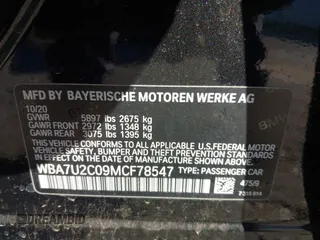 MFD BY BAYERISCHE MOTOREN WERKE AG
10/20
GVWR 5897 lbs 2675 kg
GAWR FRONT 2972 lbs 1348 kg
GAWR REAR 3075 lbs 1395 kg
THIS VEHICLE CONFORMS TO ALL APPLICABLE U.S.FEDERAL MOTOR
VEHICLE SAFETY, BUMPER, AND THEFT PREVENTION STANDARDS
IN EFFECT ON THE DATE OF MANUFACTURE SHOWN ABOVE.
WBA7U2C09MCF78547 TYPE: PASSENGER CAR
475/9